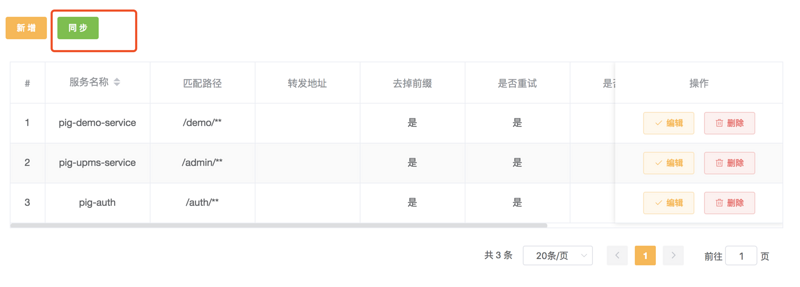 新 增 同 步
# 服务名称 匹配路径 转发地址 去掉前缀 是否重试 是 操作
1 pig-demo-service /demo/** 是 是 编辑 删除
2 pig-upms-service /admin/** 是 是 编辑 删除
3 pig-auth /auth/** 是 是 编辑 删除
共 3 条 20条/页 1 前往 1 页